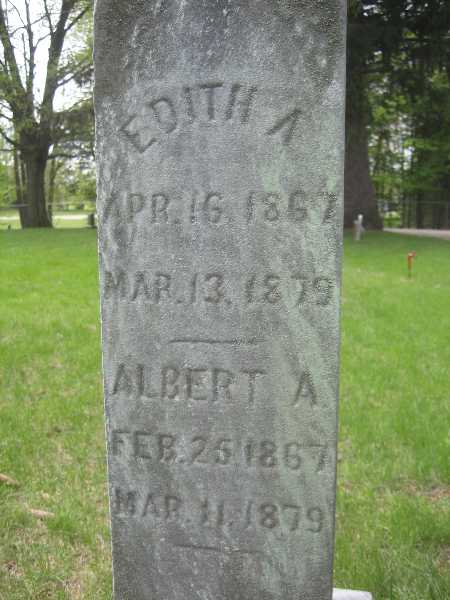 EDITH A
APR. 16. 1867
MAR. 13. 1879
ALBERT A.
FEB. 25 1867
MAR. 11. 1879